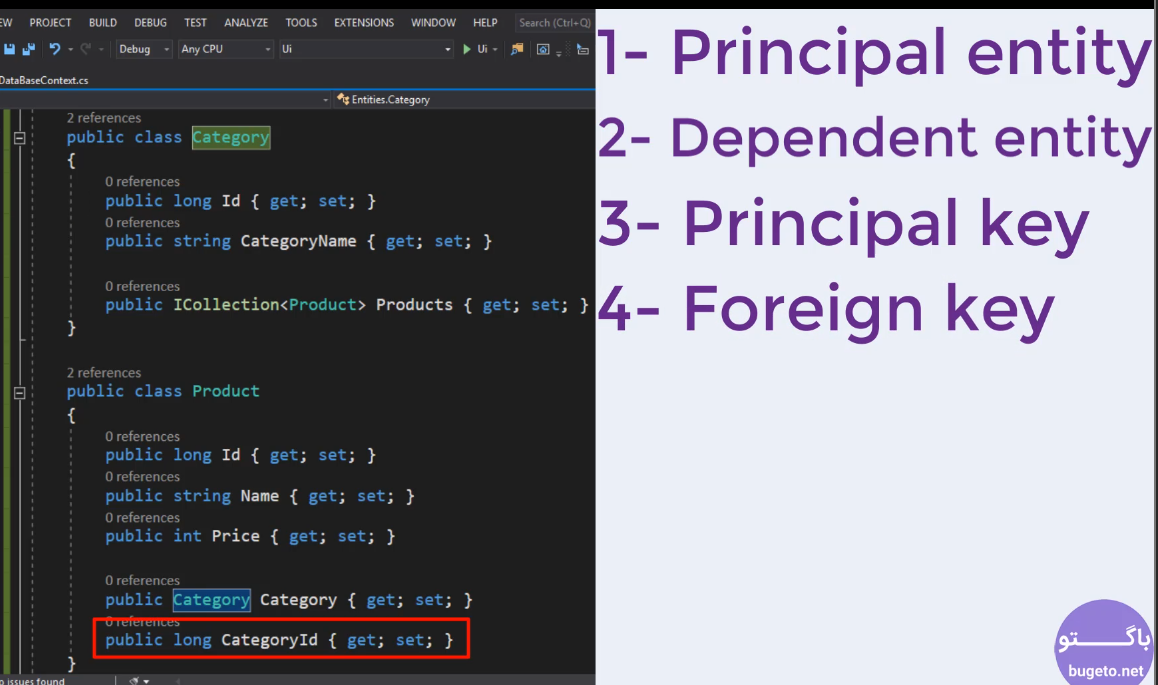 EW PROJECT BUILD DEBUG TEST ANALYZE TOOLS EXTENSIONS WINDOW HELP Search (Ctrl+Q)
Debug Any CPU Ui Ui
DataBaseContext.cs
Entities.Category
2 references
public class Category
{
0 references
public long Id { get; set; }
0 references
public string CategoryName { get; set; }
0 references
public ICollection<Product> Products { get; set; }
}
2 references
public class Product
{
0 references
public long Id { get; set; }
0 references
public string Name { get; set; }
0 references
public int Price { get; set; }
0 references
public Category Category { get; set; }
0 references
public long CategoryId { get; set; }
}
o issues found
1- Principal entity
2- Dependent entity
3- Principal key
4- Foreign key
باگتو
bugeto.net